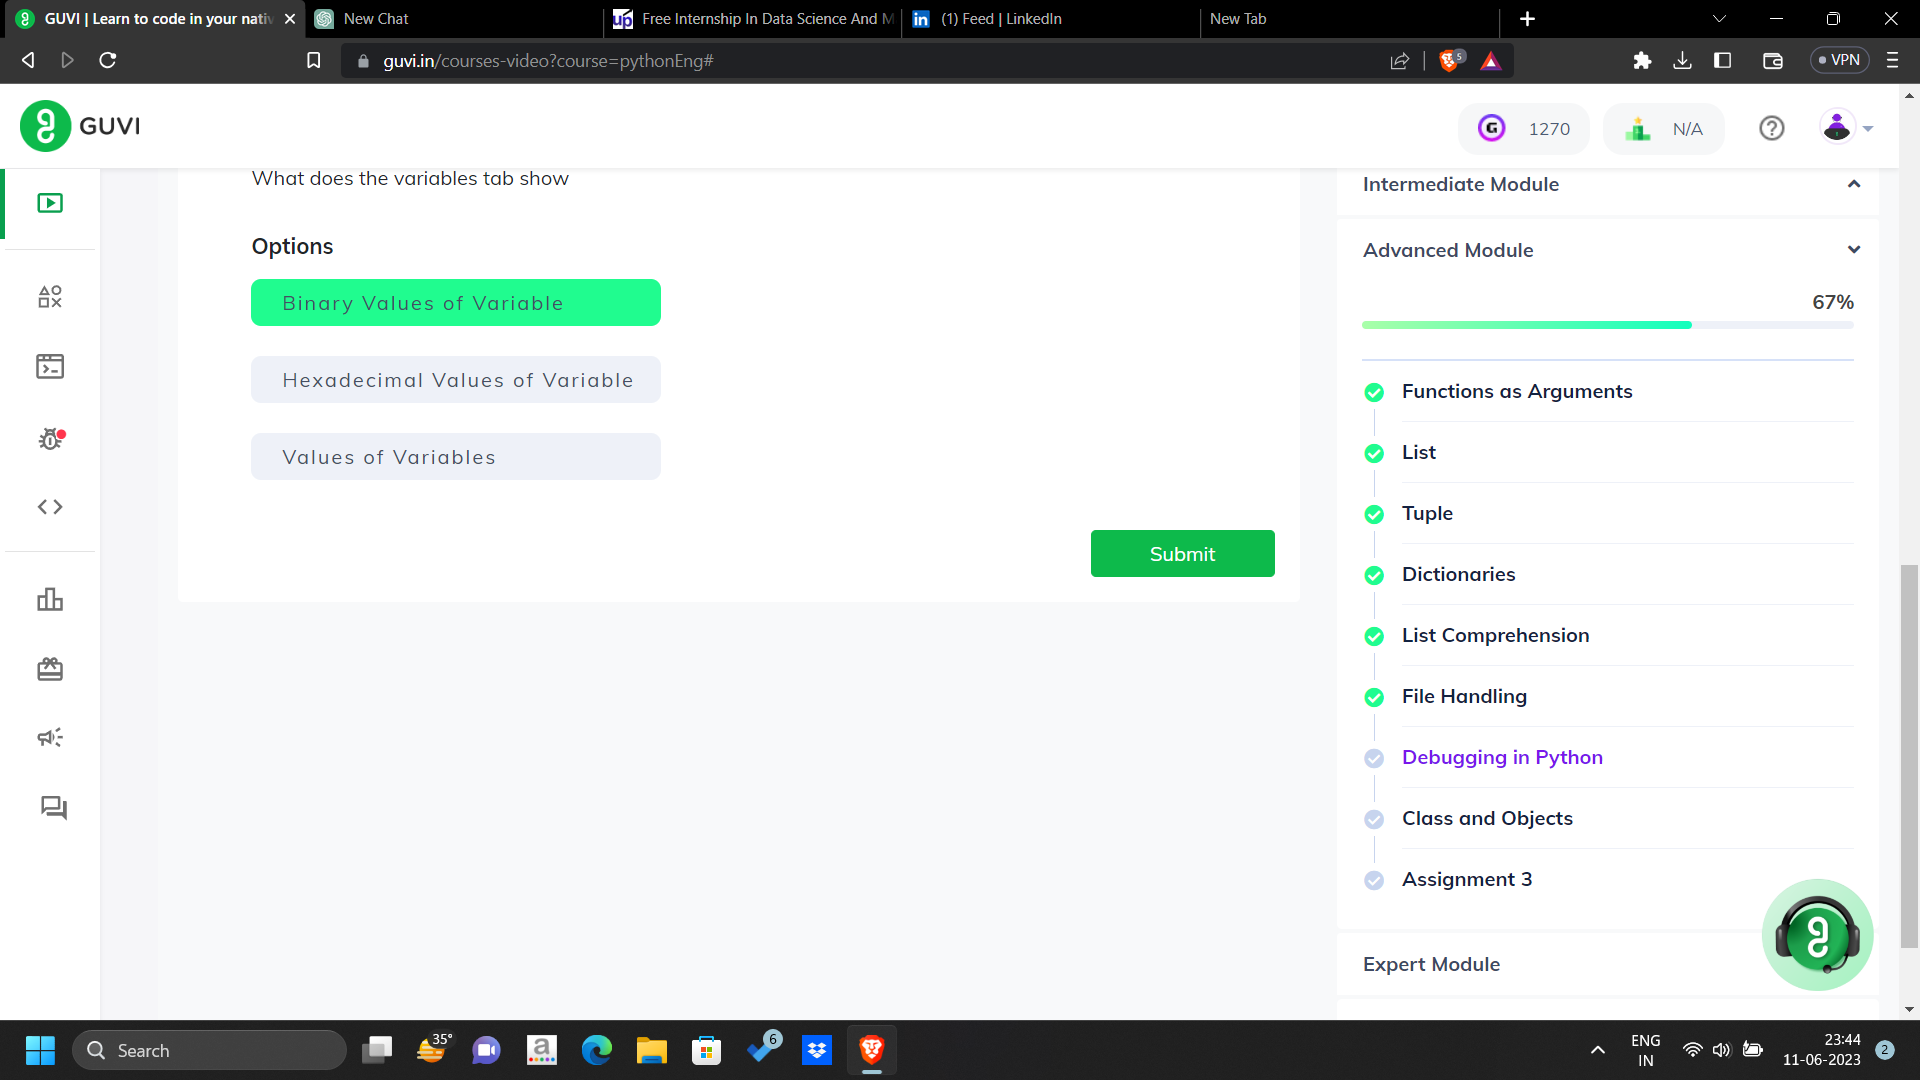 GUVI | Learn to code in your nativ
New Chat
up Free Internship In Data Science And M
in (1) Feed | LinkedIn
New Tab
guvi.in/courses-video?course=pythonEng#
5
VPN
GUVI
G 1270
N/A
What does the variables tab show
Options
Binary Values of Variable
Hexadecimal Values of Variable
Values of Variables
Submit
Intermediate Module
Advanced Module
67%
Functions as Arguments
List
Tuple
Dictionaries
List Comprehension
File Handling
Debugging in Python
Class and Objects
Assignment 3
Expert Module
Search
35°
a
6
ENG
IN
23:44
11-06-2023
2